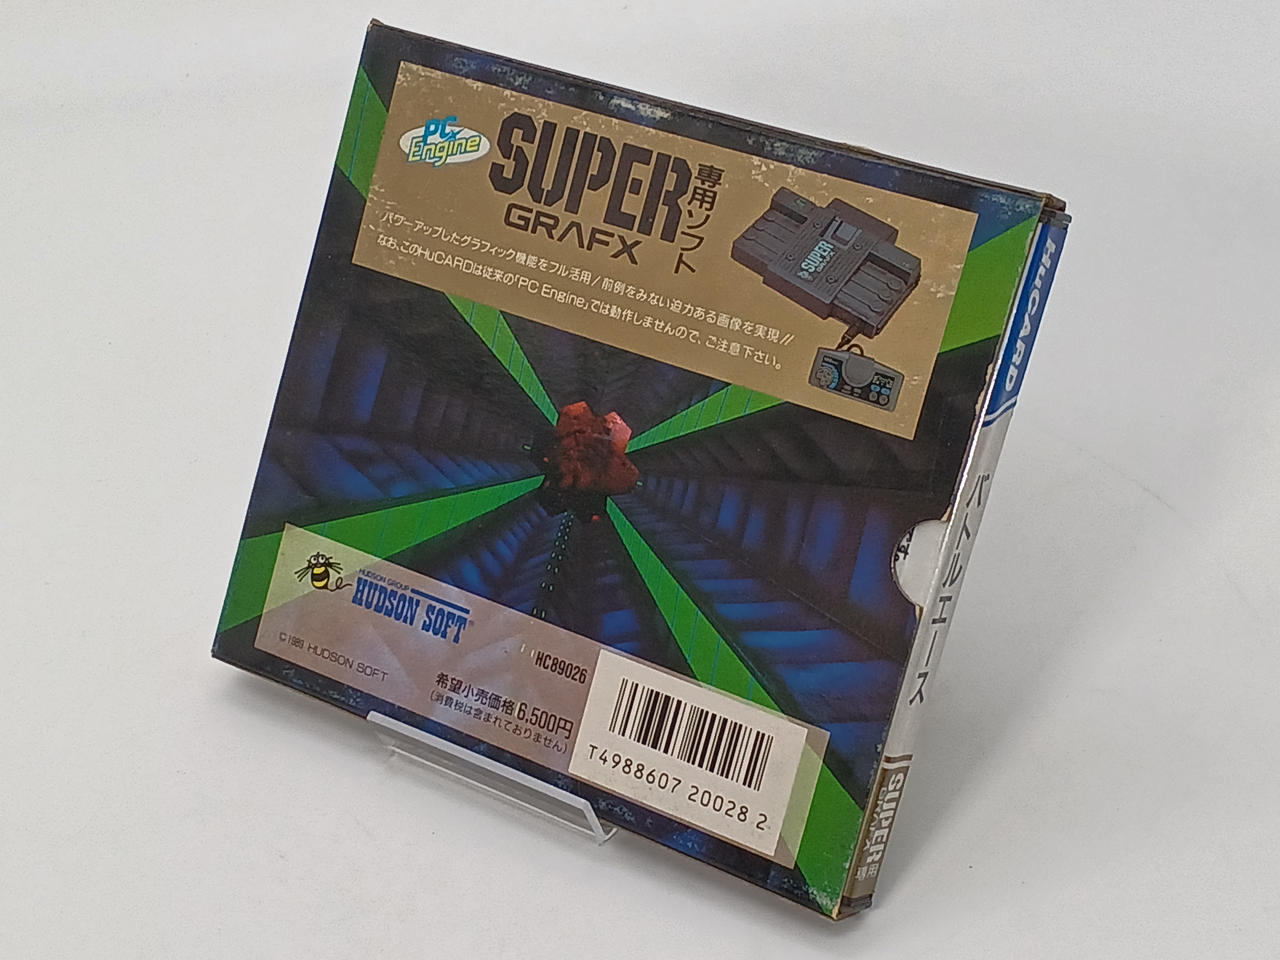 PC Engine
SUPER
GRAFX
専用ソフト
パワーアップしたグラフィック機能をフル活用/前例をみない迫力ある画像を実現//
なお、このHuCARDは従来の「PC Engine」では動作しませんので、ご注意下さい。
SUPER
GRAFX
HUDSON GROUP
HUDSON SOFT
©1989 HUDSON SOFT
HC89026
希望小売価格 6,500円
(消費税は含まれておりません)
T4988607 20028 2
HuCARD
バトルエース
SUPER
GRAFX
専用
です。